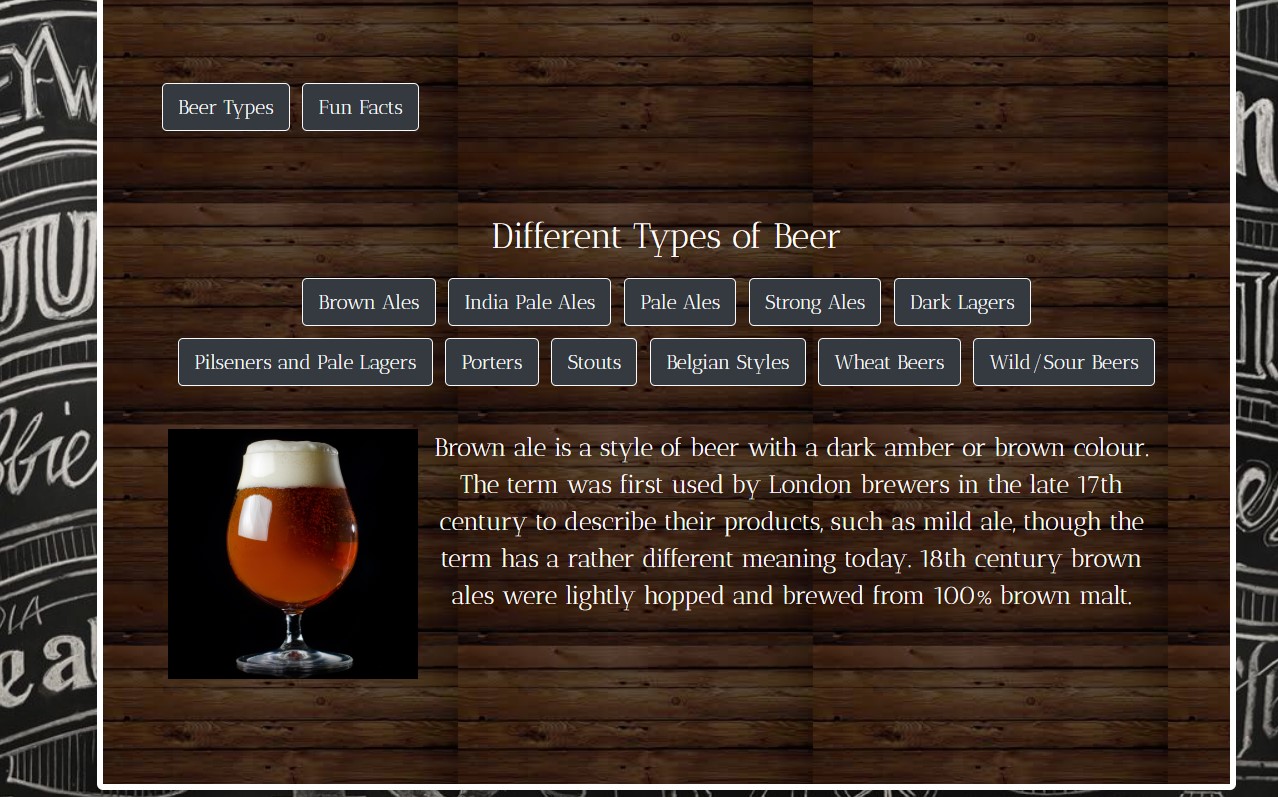 Beer Types Fun Facts
Different Types of Beer
Brown Ales India Pale Ales Pale Ales Strong Ales Dark Lagers
Pilseners and Pale Lagers Porters Stouts Belgian Styles Wheat Beers Wild/Sour Beers
Brown ale is a style of beer with a dark amber or brown colour.
The term was first used by London brewers in the late 17th
century to describe their products, such as mild ale, though the
term has a rather different meaning today. 18th century brown
ales were lightly hopped and brewed from 100% brown malt.